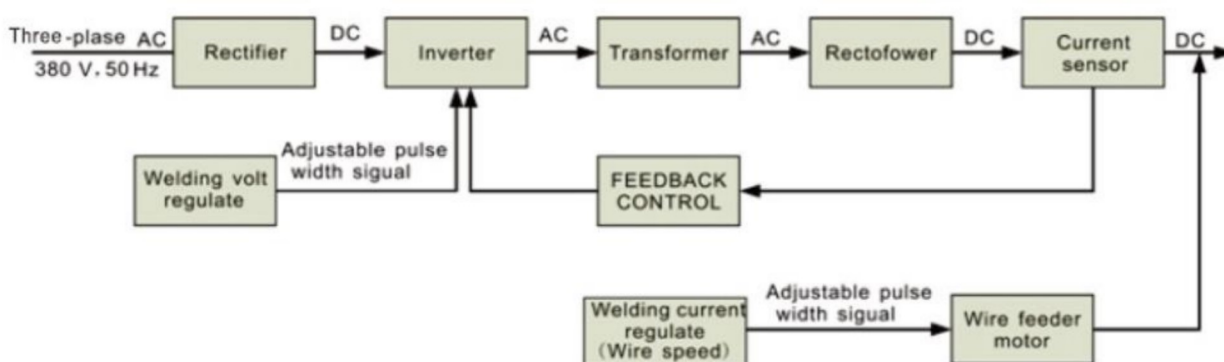 Three-plase AC
380 V. 50 Hz
Rectifier
DC
Inverter
AC
Transformer
AC
Rectofower
DC
Current
sensor
DC
Welding volt
regulate
Adjustable pulse
width sigual
FEEDBACK
CONTROL
Welding current
regulate
(Wire speed)
Adjustable pulse
width sigual
Wire feeder
motor